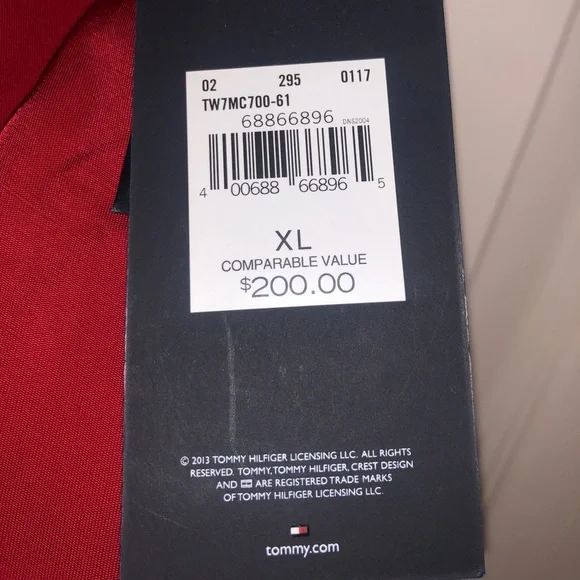 02 295 0117
TW7MC700-61
68866896 DNS2004
4 00688 66896 5
XL
COMPARABLE VALUE
$200.00
© 2013 TOMMY HILFIGER LICENSING LLC. ALL RIGHTS
RESERVED. TOMMY, TOMMY HILFIGER, CREST DESIGN
AND ARE REGISTERED TRADE MARKS
OF TOMMY HILFIGER LICENSING LLC.
tommy.com